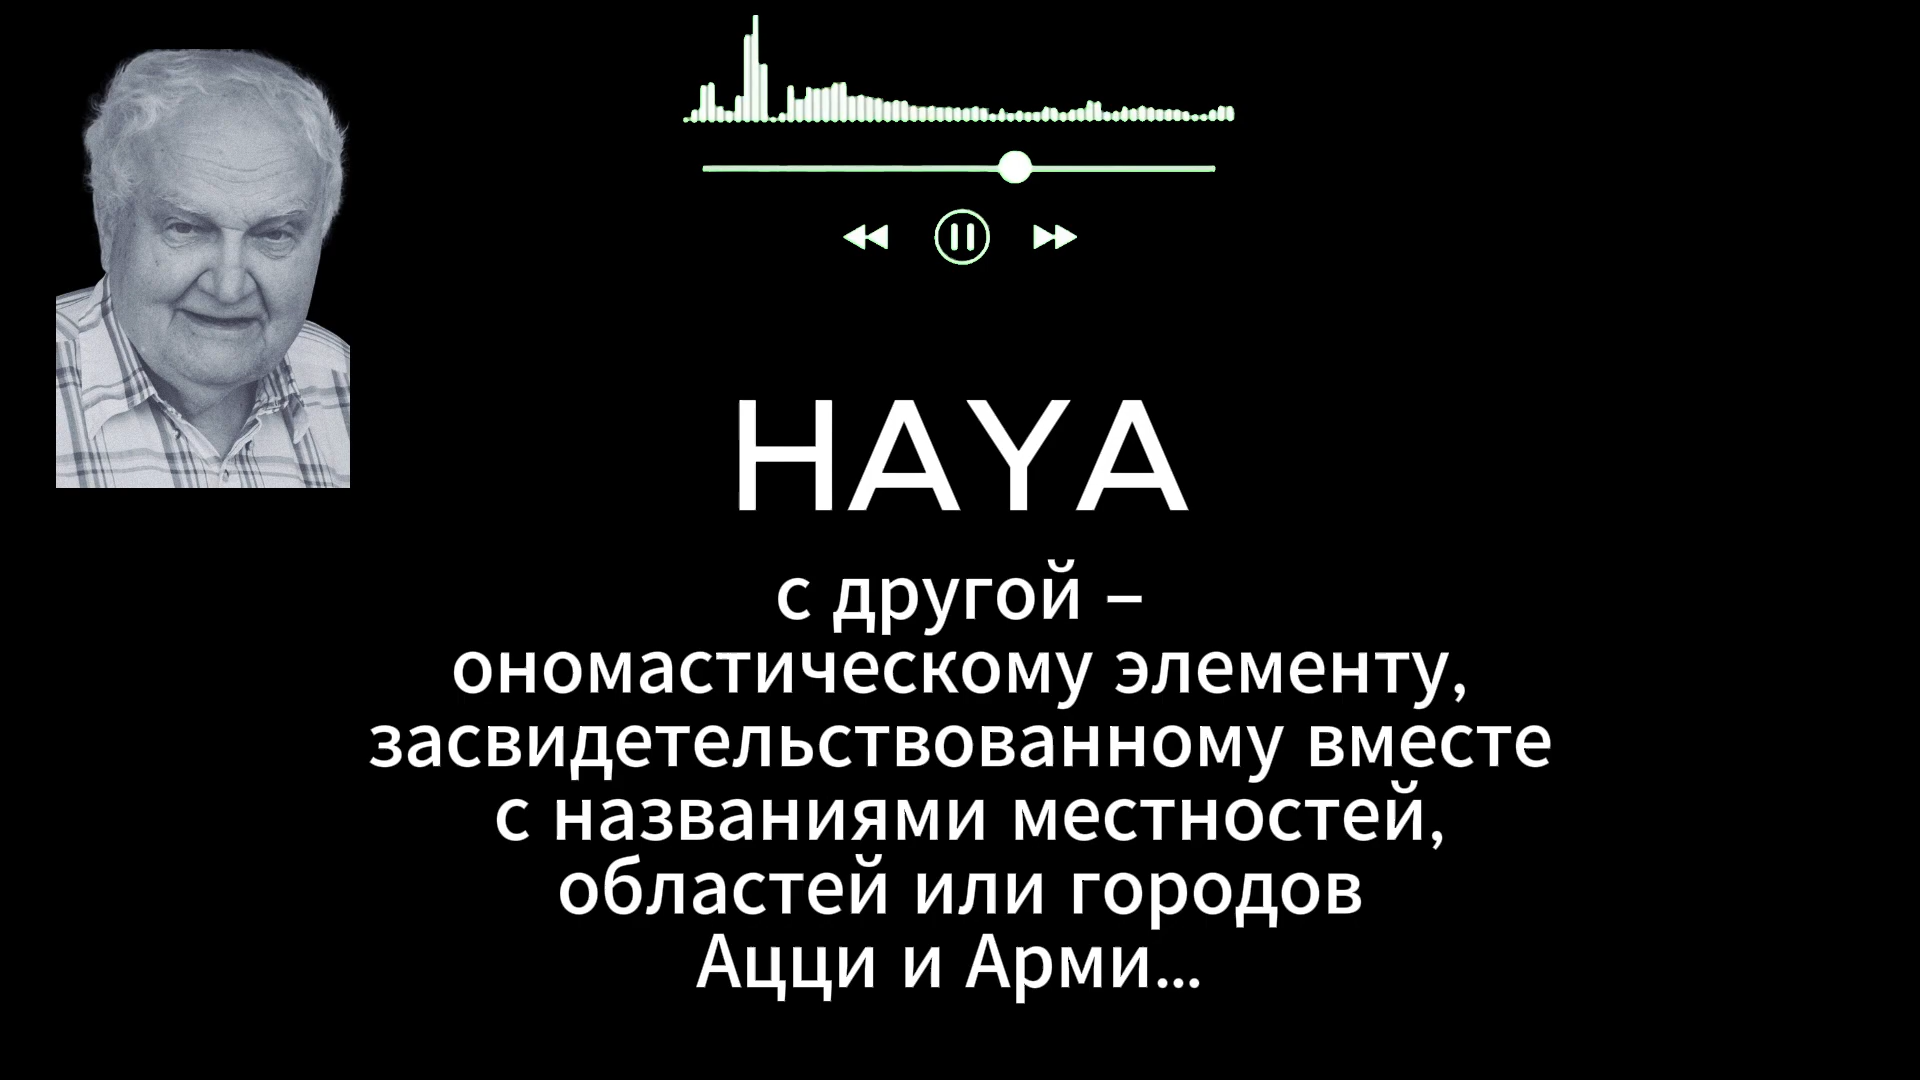 HAYA
с другой –
ономастическому элементу,
засвидетельствованному вместе
с названиями местностей,
областей или городов
Ацци и Арми...